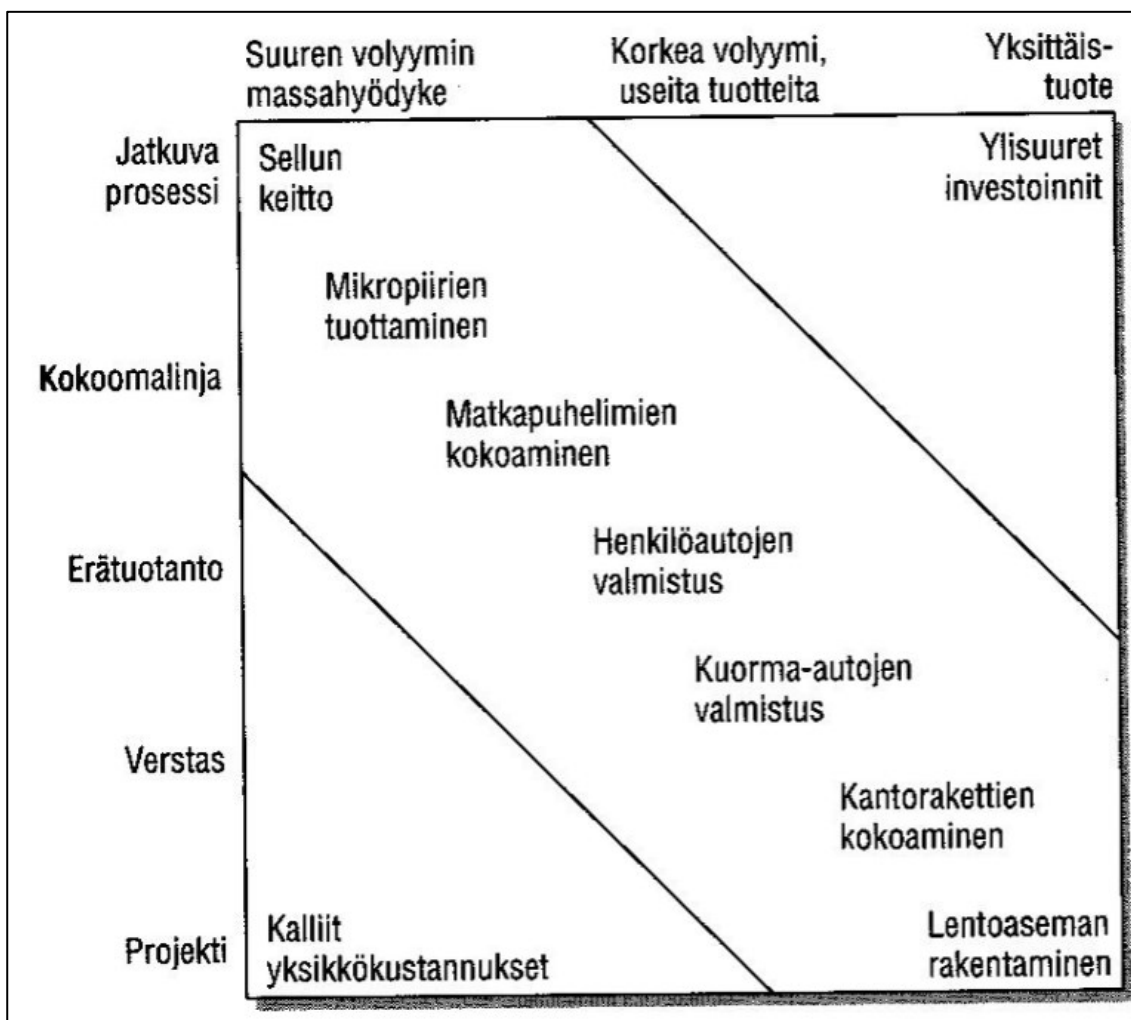 Suuren volyymin
massahyödyke
Korkea volyymi,
useita tuotteita
Yksittäis-
tuote
Jatkuva
prosessi
Sellun
keitto
Ylisuuret
investoinnit
Mikropiirien
tuottaminen
Kokoomalinja
Matkapuhelimien
kokoaminen
Erätuotanto
Henkilöautojen
valmistus
Kuorma-autojen
valmistus
Verstas
Kantorakettien
kokoaminen
Projekti
Kalliit
yksikkökustannukset
Lentoaseman
rakentaminen